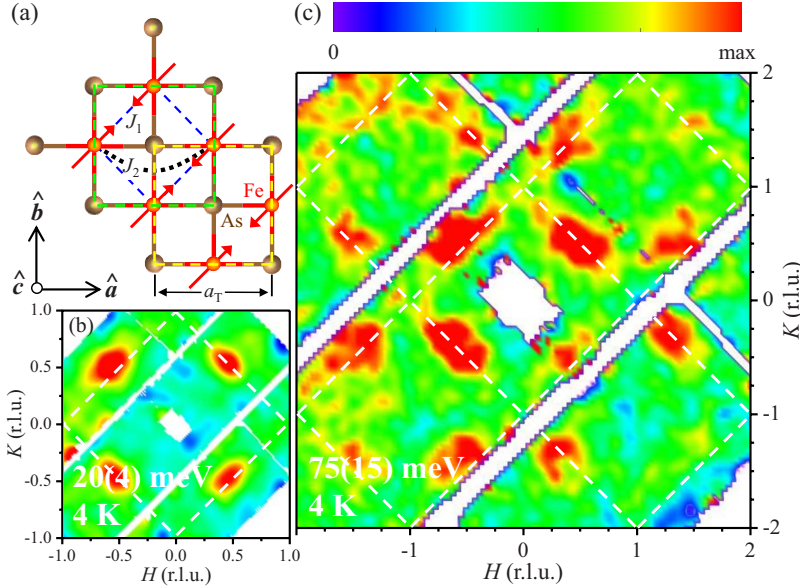 (a)
(c)
0
max
J1
J2
Fe
As
b̂
ĉ
â
aT
(b)
1.0
0.5
0.0
-0.5
-1.0
K (r.l.u.)
20(4) meV
4 K
-1.0
-0.5
0.0
0.5
1.0
H (r.l.u.)
75(15) meV
4 K
2
1
0
-1
-2
K (r.l.u.)
-1
0
1
2
H (r.l.u.)